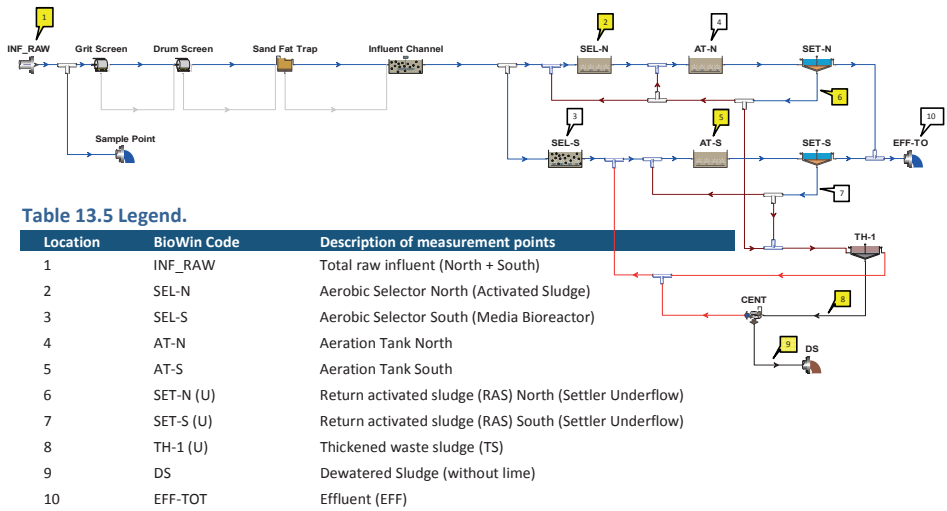 1
2
4
INF_RAW
Grit Screen
Drum Screen
Sand Fat Trap
Influent Channel
SEL-N
AT-N
SET-N
6
3
5
10
Sample Point
SEL-S
AT-S
SET-S
EFF-TO
7
Table 13.5 Legend.
TH-1
Location BioWin Code Description of measurement points
1 INF_RAW Total raw influent (North + South)
2 SEL-N Aerobic Selector North (Activated Sludge)
3 SEL-S Aerobic Selector South (Media Bioreactor)
4 AT-N Aeration Tank North
5 AT-S Aeration Tank South
6 SET-N (U) Return activated sludge (RAS) North (Settler Underflow)
7 SET-S (U) Return activated sludge (RAS) South (Settler Underflow)
8 TH-1 (U) Thickened waste sludge (TS)
9 DS Dewatered Sludge (without lime)
10 EFF-TOT Effluent (EFF)
CENT
8
9
DS